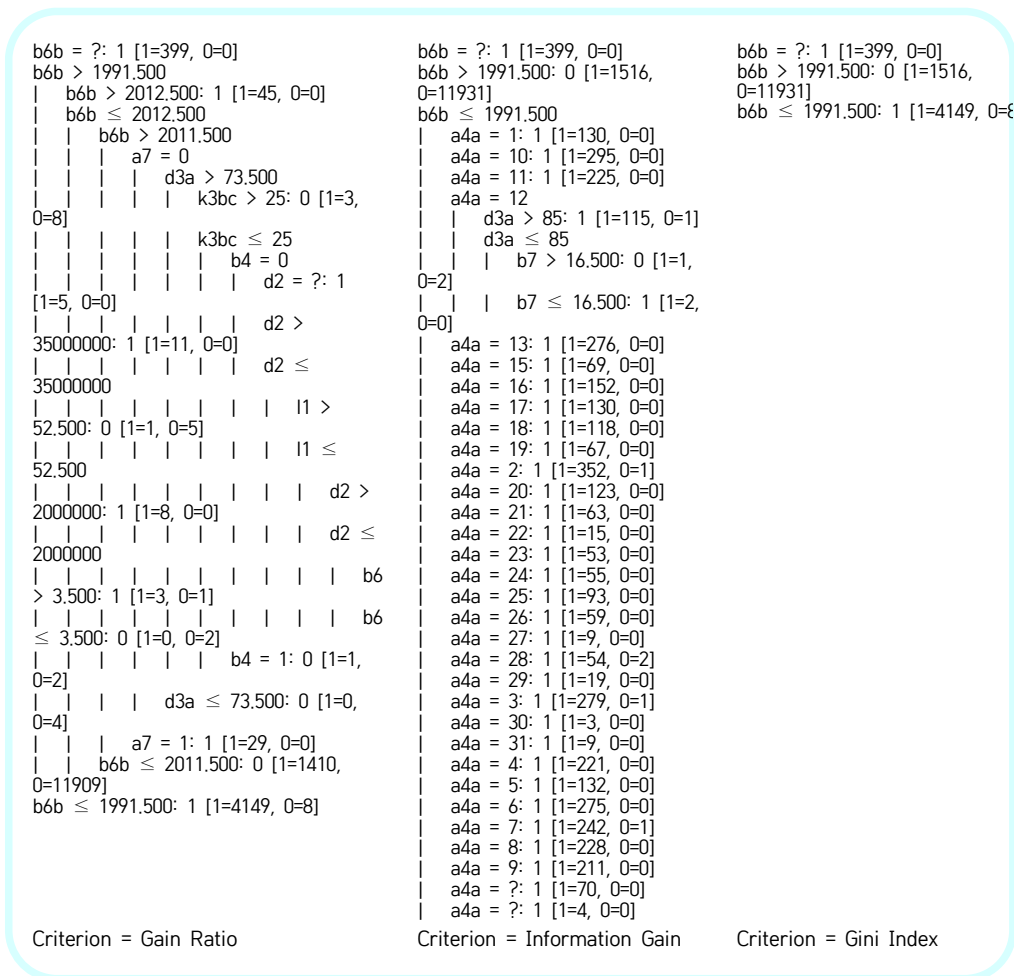 b6b = ?: 1 [1=399, 0=0]
b6b > 1991.500
| b6b > 2012.500: 1 [1=45, 0=0]
| b6b ≤ 2012.500
| | b6b > 2011.500
| | | a7 = 0
| | | | d3a > 73.500
| | | | | k3bc > 25: 0 [1=3,
0=8]
| | | | | k3bc ≤ 25
| | | | | | b4 = 0
| | | | | | | d2 = ?: 1
[1=5, 0=0]
| | | | | | | d2 >
35000000: 1 [1=11, 0=0]
| | | | | | | d2 ≤
35000000
| | | | | | | | l1 >
52.500: 0 [1=1, 0=5]
| | | | | | | | l1 ≤
52.500
| | | | | | | | | d2 >
2000000: 1 [1=8, 0=0]
| | | | | | | | | d2 ≤
2000000
| | | | | | | | | | b6
> 3.500: 1 [1=3, 0=1]
| | | | | | | | | | b6
≤ 3.500: 0 [1=0, 0=2]
| | | | | | b4 = 1: 0 [1=1,
0=2]
| | | | d3a ≤ 73.500: 0 [1=0,
0=4]
| | | a7 = 1: 1 [1=29, 0=0]
| | b6b ≤ 2011.500: 0 [1=1410,
0=11909]
b6b ≤ 1991.500: 1 [1=4149, 0=8]
Criterion = Gain Ratio
b6b = ?: 1 [1=399, 0=0]
b6b > 1991.500: 0 [1=1516,
0=11931]
b6b ≤ 1991.500
| a4a = 1: 1 [1=130, 0=0]
| a4a = 10: 1 [1=295, 0=0]
| a4a = 11: 1 [1=225, 0=0]
| a4a = 12
| | d3a > 85: 1 [1=115, 0=1]
| | d3a ≤ 85
| | | b7 > 16.500: 0 [1=1,
0=2]
| | | b7 ≤ 16.500: 1 [1=2,
0=0]
| a4a = 13: 1 [1=276, 0=0]
| a4a = 15: 1 [1=69, 0=0]
| a4a = 16: 1 [1=152, 0=0]
| a4a = 17: 1 [1=130, 0=0]
| a4a = 18: 1 [1=118, 0=0]
| a4a = 19: 1 [1=67, 0=0]
| a4a = 2: 1 [1=352, 0=1]
| a4a = 20: 1 [1=123, 0=0]
| a4a = 21: 1 [1=63, 0=0]
| a4a = 22: 1 [1=15, 0=0]
| a4a = 23: 1 [1=53, 0=0]
| a4a = 24: 1 [1=55, 0=0]
| a4a = 25: 1 [1=93, 0=0]
| a4a = 26: 1 [1=59, 0=0]
| a4a = 27: 1 [1=9, 0=0]
| a4a = 28: 1 [1=54, 0=2]
| a4a = 29: 1 [1=19, 0=0]
| a4a = 3: 1 [1=279, 0=1]
| a4a = 30: 1 [1=3, 0=0]
| a4a = 31: 1 [1=9, 0=0]
| a4a = 4: 1 [1=221, 0=0]
| a4a = 5: 1 [1=132, 0=0]
| a4a = 6: 1 [1=275, 0=0]
| a4a = 7: 1 [1=242, 0=1]
| a4a = 8: 1 [1=228, 0=0]
| a4a = 9: 1 [1=211, 0=0]
| a4a = ?: 1 [1=70, 0=0]
| a4a = ?: 1 [1=4, 0=0]
Criterion = Information Gain
b6b = ?: 1 [1=399, 0=0]
b6b > 1991.500: 0 [1=1516,
0=11931]
b6b ≤ 1991.500: 1 [1=4149, 0=8
Criterion = Gini Index